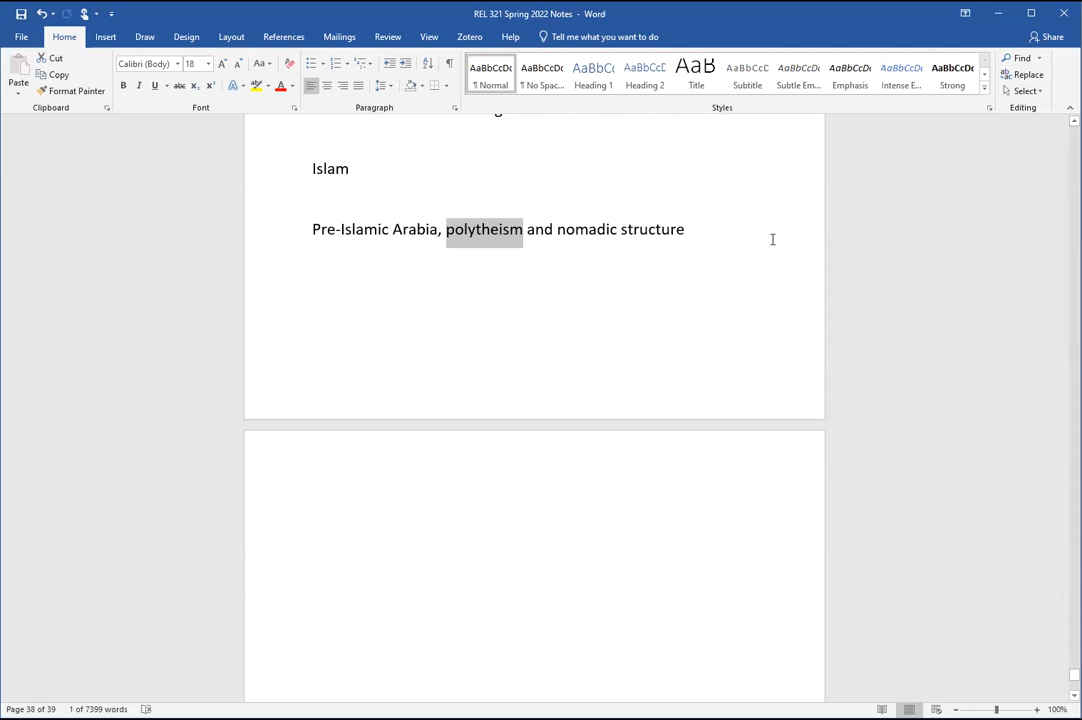 REL 321 Spring 2022 Notes - Word
File Home Insert Draw Design Layout References Mailings Review View Zotero Help Tell me what you want to do Share
Paste Cut Copy Format Painter
Calibri (Body) 18
AaBbCcDc AaBbCcDc AaBbCc AaBbCcD AaB AaBbCcD AaBbCcDc AaBbCcDc AaBbCcDc AaBbCcDc
¶ Normal ¶ No Spac... Heading 1 Heading 2 Title Subtitle Subtle Em... Emphasis Intense E... Strong
Find Replace Select
Clipboard Font Paragraph Styles Editing
Islam
Pre-Islamic Arabia, polytheism and nomadic structure
Page 38 of 39 1 of 7399 words 100%